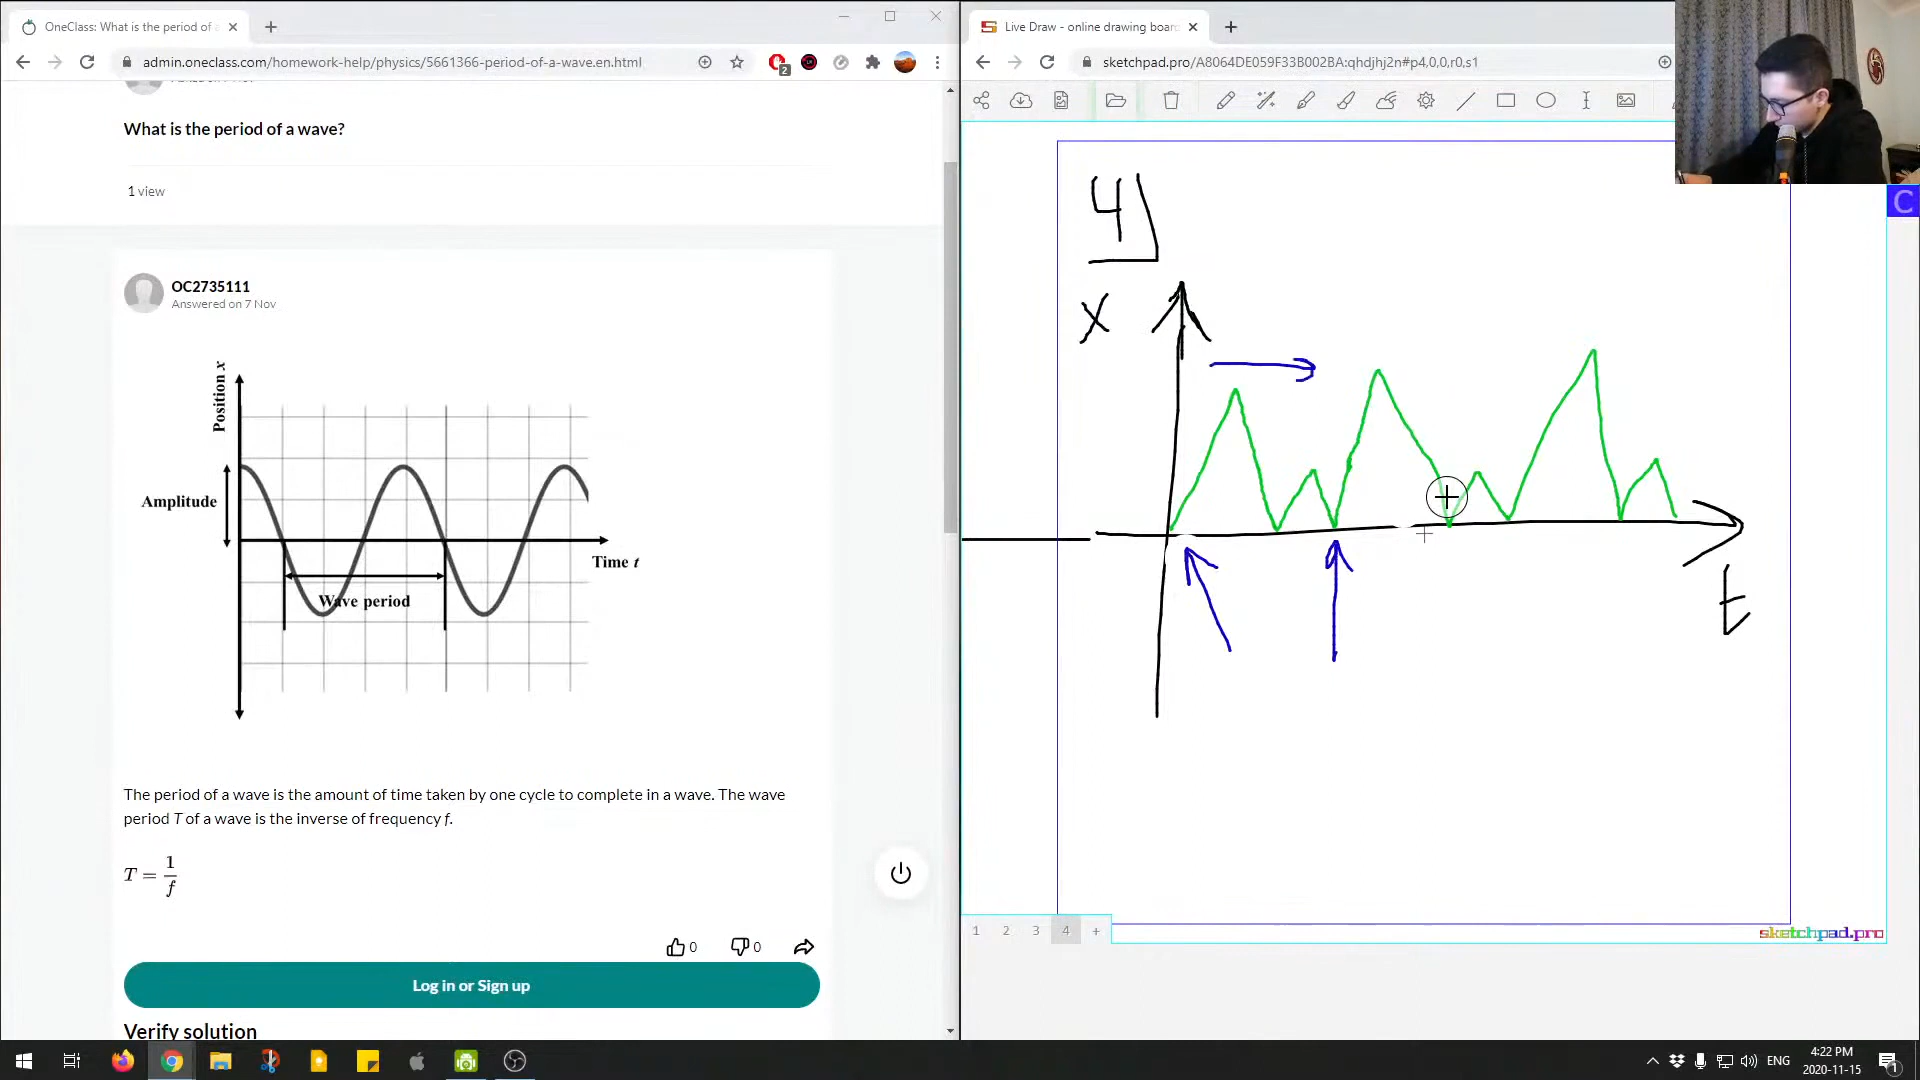 OneClass: What is the period of a
admin.oneclass.com/homework-help/physics/5661366-period-of-a-wave.en.html
2
What is the period of a wave?
1 view
OC2735111
Answered on 7 Nov
Position x
Amplitude
Time t
Wave period
The period of a wave is the amount of time taken by one cycle to complete in a wave. The wave
period T of a wave is the inverse of frequency f.
T = 1/f
0 0
Log in or Sign up
Verify solution
Live Draw - online drawing board
sketchpad.pro/A8064DE059F33B002BA:qhdjhj2n#p4,0,0,r0,s1
C
4)
X
t
1 2 3 4 +
sketchpad.pro
ENG
4:22 PM
2020-11-15
1